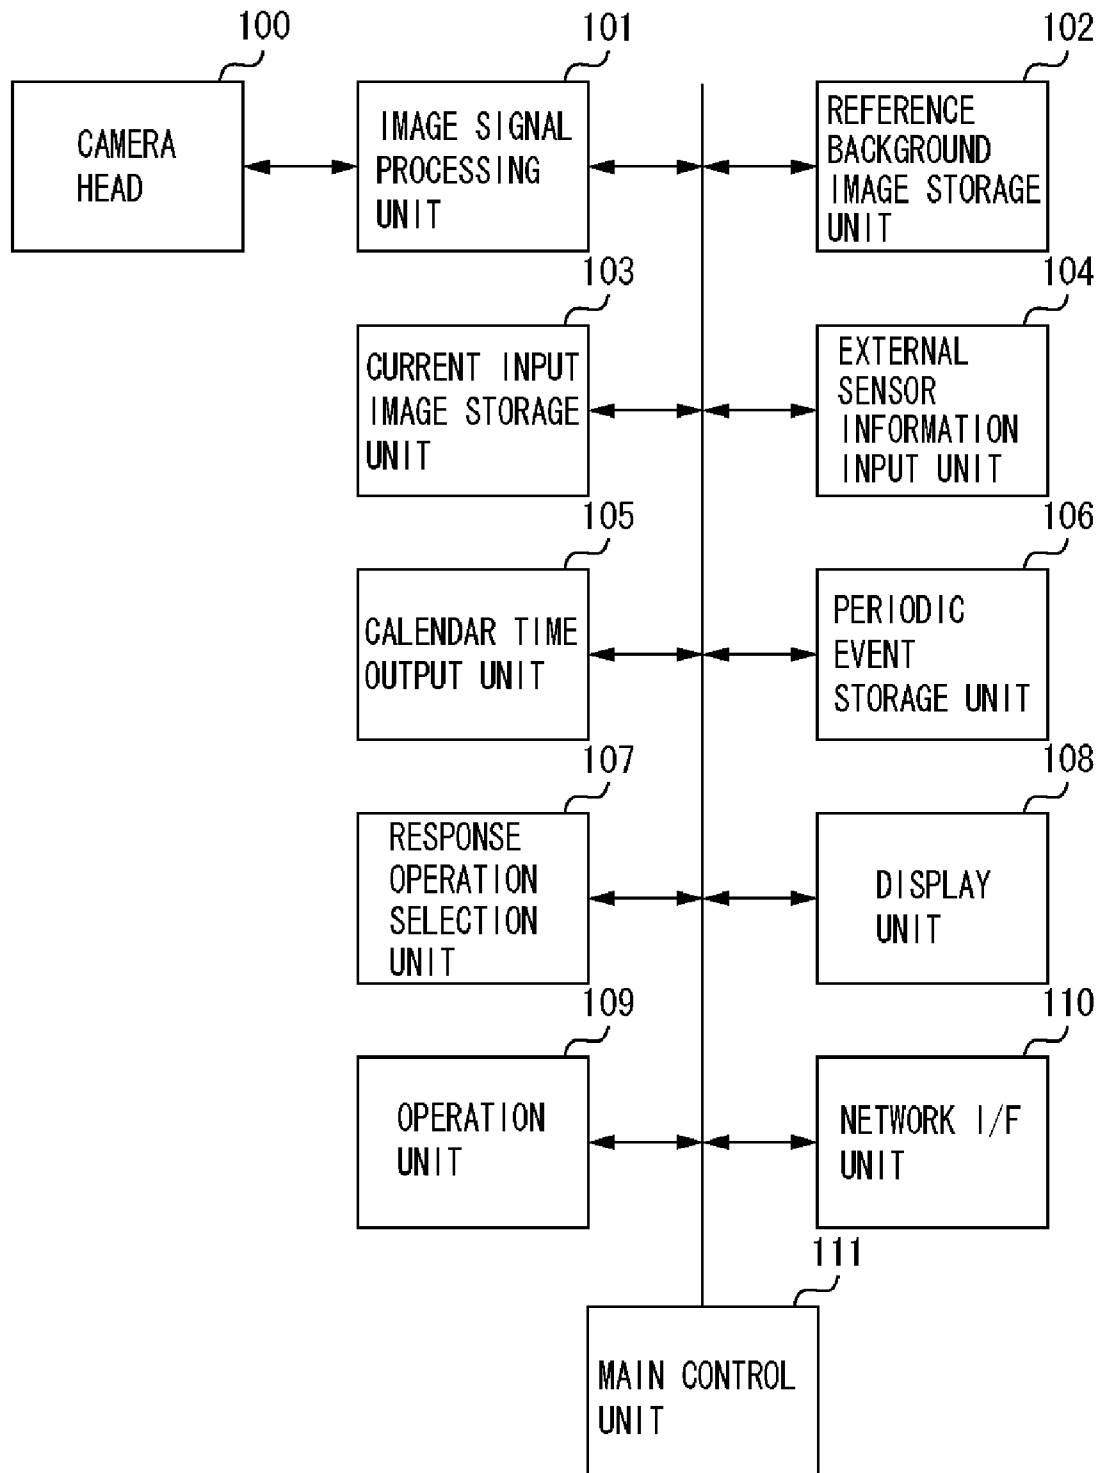 100
101
102
CAMERA
HEAD
IMAGE SIGNAL
PROCESSING
UNIT
REFERENCE
BACKGROUND
IMAGE STORAGE
UNIT
103
104
CURRENT INPUT
IMAGE STORAGE
UNIT
EXTERNAL
SENSOR
INFORMATION
INPUT UNIT
105
106
CALENDAR TIME
OUTPUT UNIT
PERIODIC
EVENT
STORAGE UNIT
107
108
RESPONSE
OPERATION
SELECTION
UNIT
DISPLAY
UNIT
109
110
OPERATION
UNIT
NETWORK I/F
UNIT
111
MAIN CONTROL
UNIT